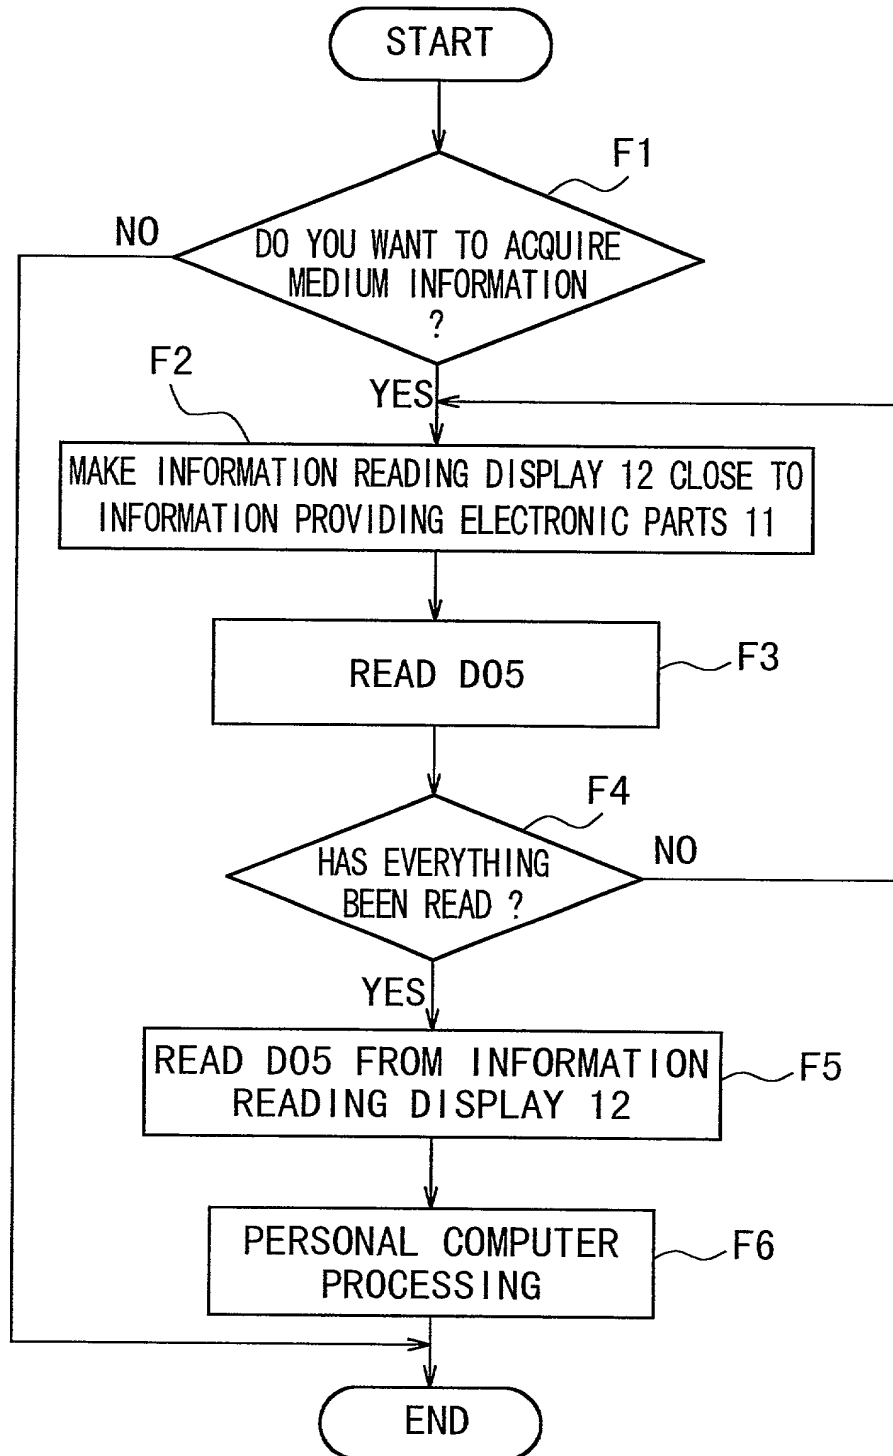 START
F1
NO
DO YOU WANT TO ACQUIRE
MEDIUM INFORMATION
?
F2
YES
MAKE INFORMATION READING DISPLAY 12 CLOSE TO
INFORMATION PROVIDING ELECTRONIC PARTS 11
READ D05
F3
F4
HAS EVERYTHING
BEEN READ ?
NO
YES
READ D05 FROM INFORMATION
READING DISPLAY 12
F5
PERSONAL COMPUTER
PROCESSING
F6
END